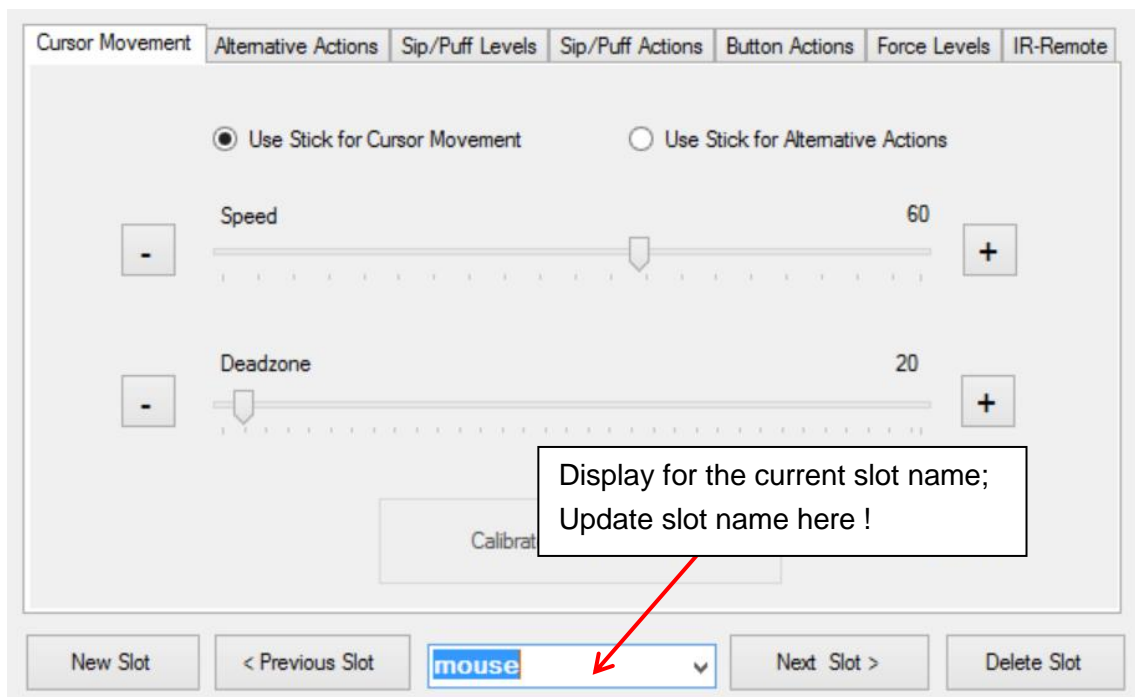 Cursor Movement Alternative Actions Sip/Puff Levels Sip/Puff Actions Button Actions Force Levels IR-Remote
Use Stick for Cursor Movement Use Stick for Alternative Actions
Speed 60
- +
Deadzone 20
- +
Display for the current slot name;
Update slot name here !
Calibrat
New Slot < Previous Slot mouse Next Slot > Delete Slot